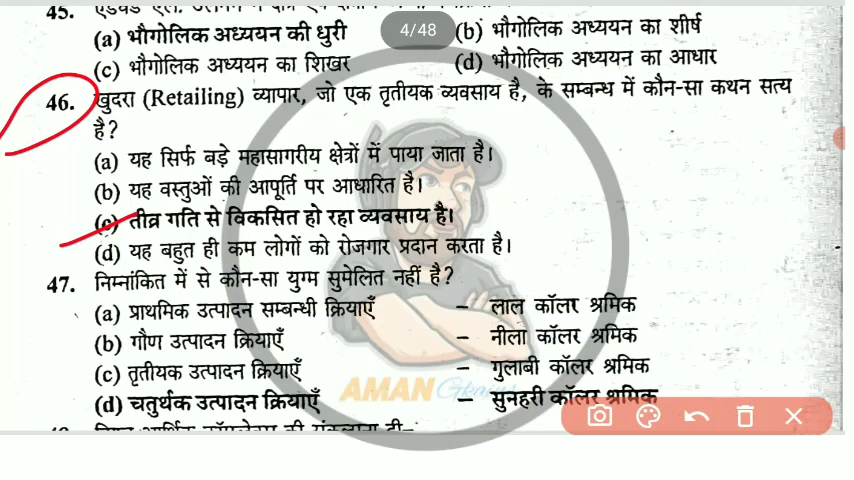 45.
(a) भौगोलिक अध्ययन की धुरी (b) भौगोलिक अध्ययन का शीर्ष
4/48
(c) भौगोलिक अध्ययन का शिखर (d) भौगोलिक अध्ययन का आधार
46. खुदरा (Retailing) व्यापार, जो एक तृतीयक व्यवसाय है, के सम्बन्ध में कौन-सा कथन सत्य
है?
(a) यह सिर्फ बड़े महासागरीय क्षेत्रों में पाया जाता है।
(b) यह वस्तुओं की आपूर्ति पर आधारित है।
(c) तीव्र गति से विकसित हो रहा व्यवसाय है।
(d) यह बहुत ही कम लोगों को रोजगार प्रदान करता है।
47. निम्नांकित में से कौन-सा युग्म सुमेलित नहीं है?
(a) प्राथमिक उत्पादन सम्बन्धी क्रियाएँ – लाल कॉलर श्रमिक
(b) गौण उत्पादन क्रियाएँ – नीला कॉलर श्रमिक
(c) तृतीयक उत्पादन क्रियाएँ – गुलाबी कॉलर श्रमिक
(d) चतुर्थक उत्पादन क्रियाएँ – सुनहरी कॉलर श्रमिक
AMAN